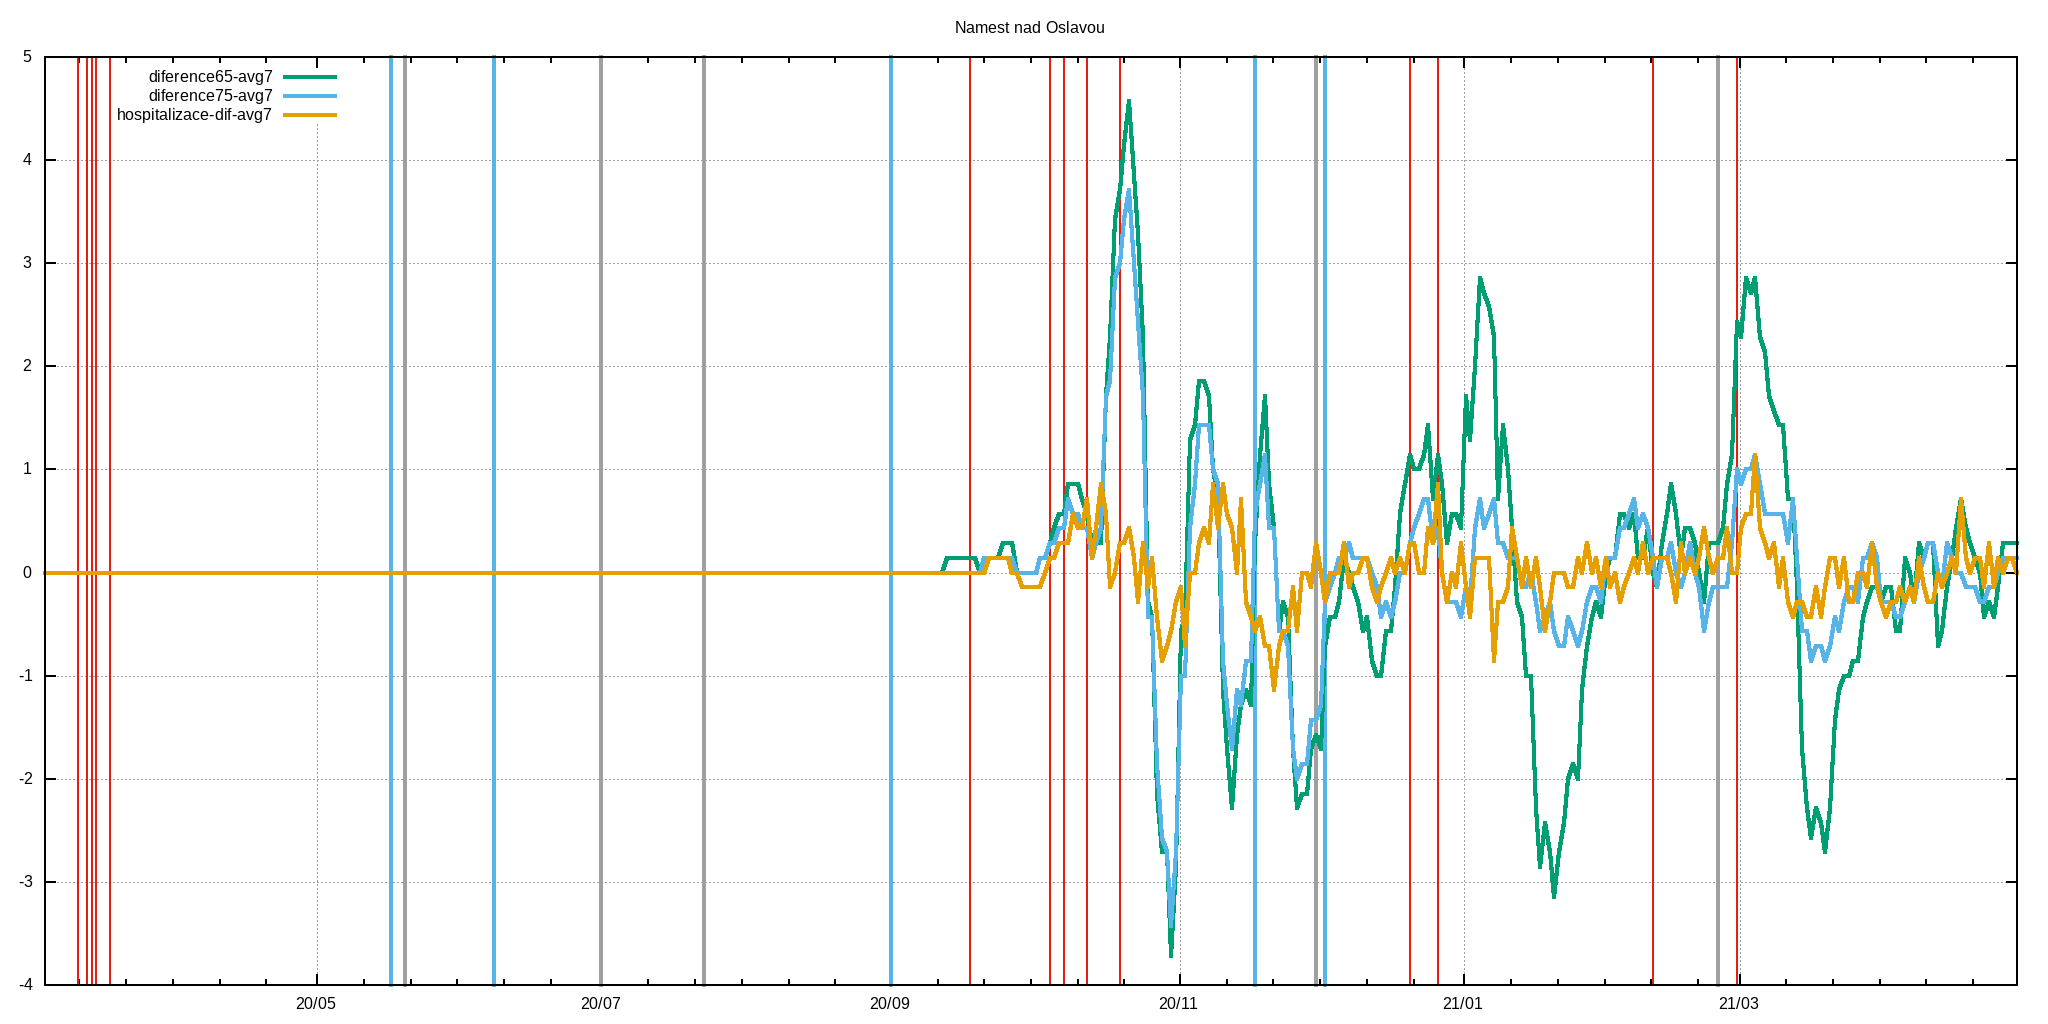 Namest nad Oslavou
5
4
3
2
1
0
-1
-2
-3
-4
diference65-avg7
diference75-avg7
hospitalizace-dif-avg7
20/05 20/07 20/09 20/11 21/01 21/03